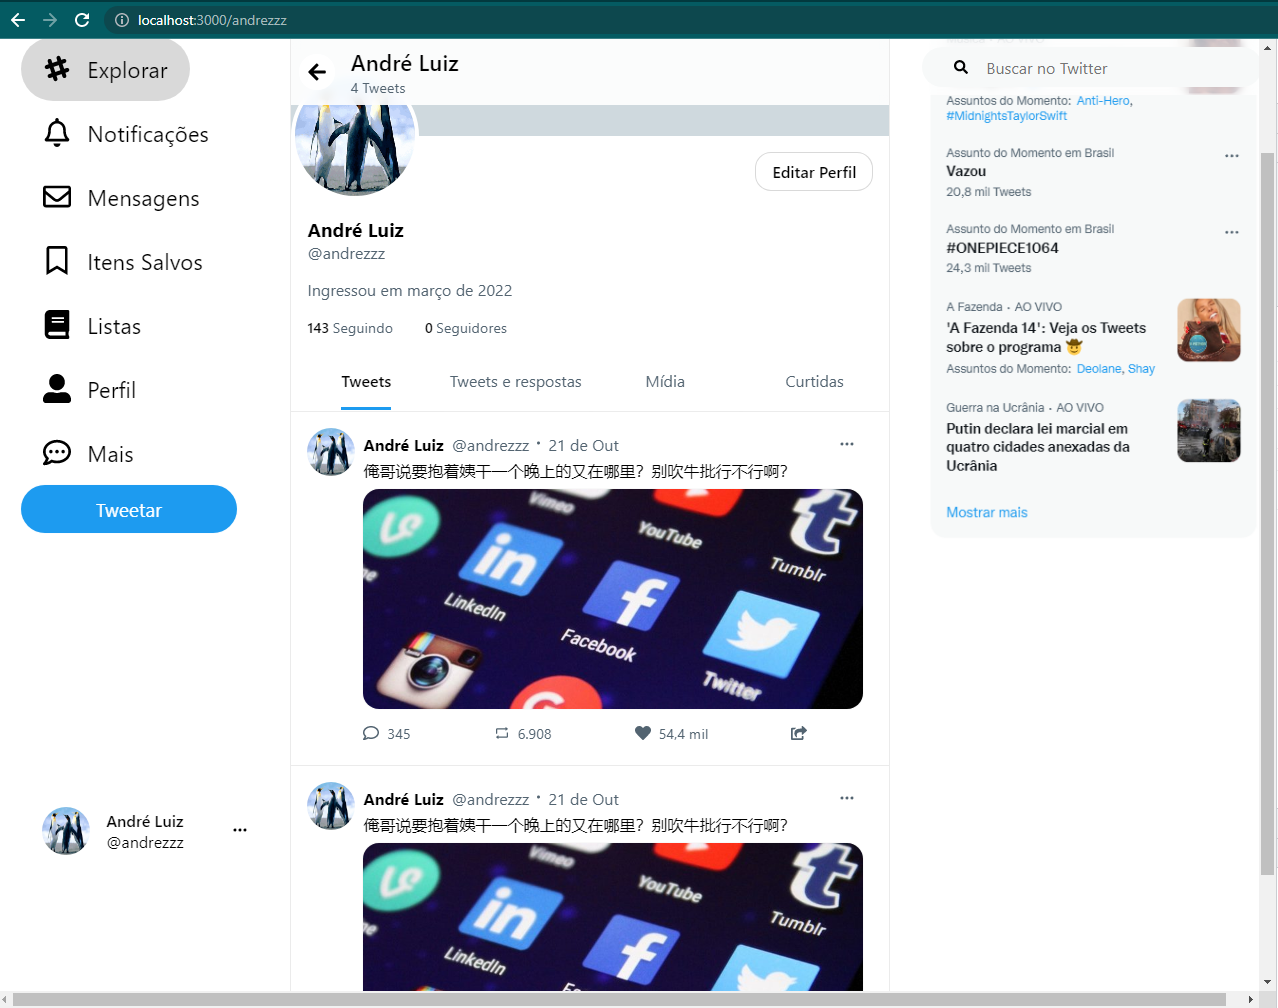 localhost:3000/andrezzz
Explorar
Notificações
Mensagens
Itens Salvos
Listas
Perfil
Mais
Tweetar
André Luiz
@andrezzz
André Luiz
4 Tweets
Editar Perfil
André Luiz
@andrezzz
Ingressou em março de 2022
143 Seguindo 0 Seguidores
Tweets Tweets e respostas Mídia Curtidas
André Luiz @andrezzz · 21 de Out
俺哥说要抱着姨干一个晚上的又在哪里？别吹牛批行不行啊？
Vimeo
YouTube
Tumblr
LinkedIn
Facebook
Twitter
345 6.908 54,4 mil
André Luiz @andrezzz · 21 de Out
俺哥说要抱着姨干一个晚上的又在哪里？别吹牛批行不行啊？
Vimeo
YouTube
Tumblr
LinkedIn
Buscar no Twitter
Assuntos do Momento: Anti-Hero,
#MidnightsTaylorSwift
Assunto do Momento em Brasil
Vazou
20,8 mil Tweets
Assunto do Momento em Brasil
#ONEPIECE1064
24,3 mil Tweets
A Fazenda · AO VIVO
'A Fazenda 14': Veja os Tweets
sobre o programa 🤠
Assuntos do Momento: Deolane, Shay
Guerra na Ucrânia · AO VIVO
Putin declara lei marcial em
quatro cidades anexadas da
Ucrânia
Mostrar mais